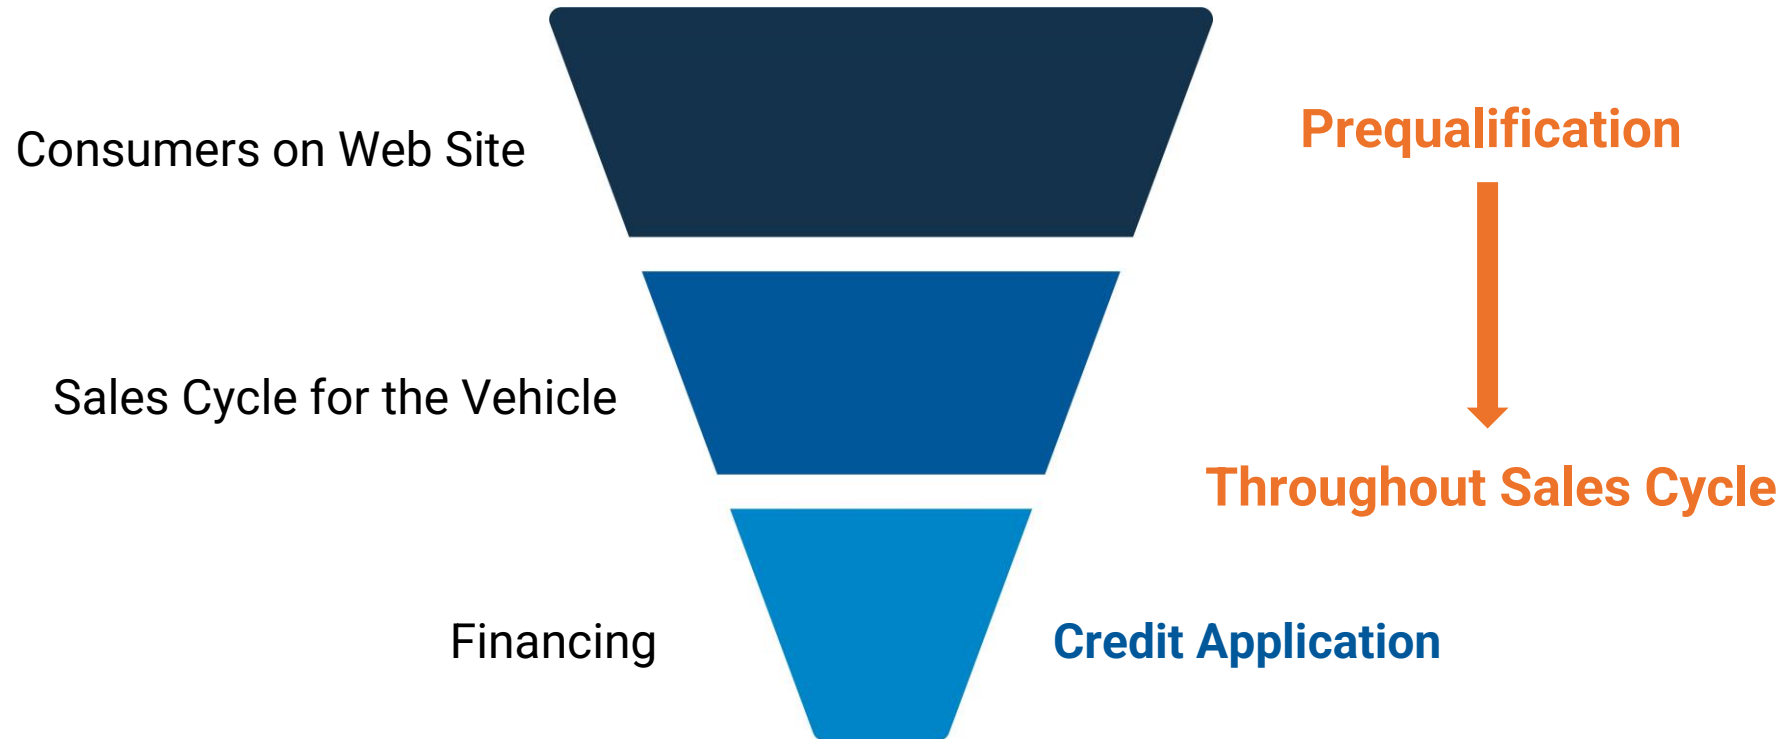 Consumers on Web Site
Prequalification
Sales Cycle for the Vehicle
Throughout Sales Cycle
Financing
Credit Application